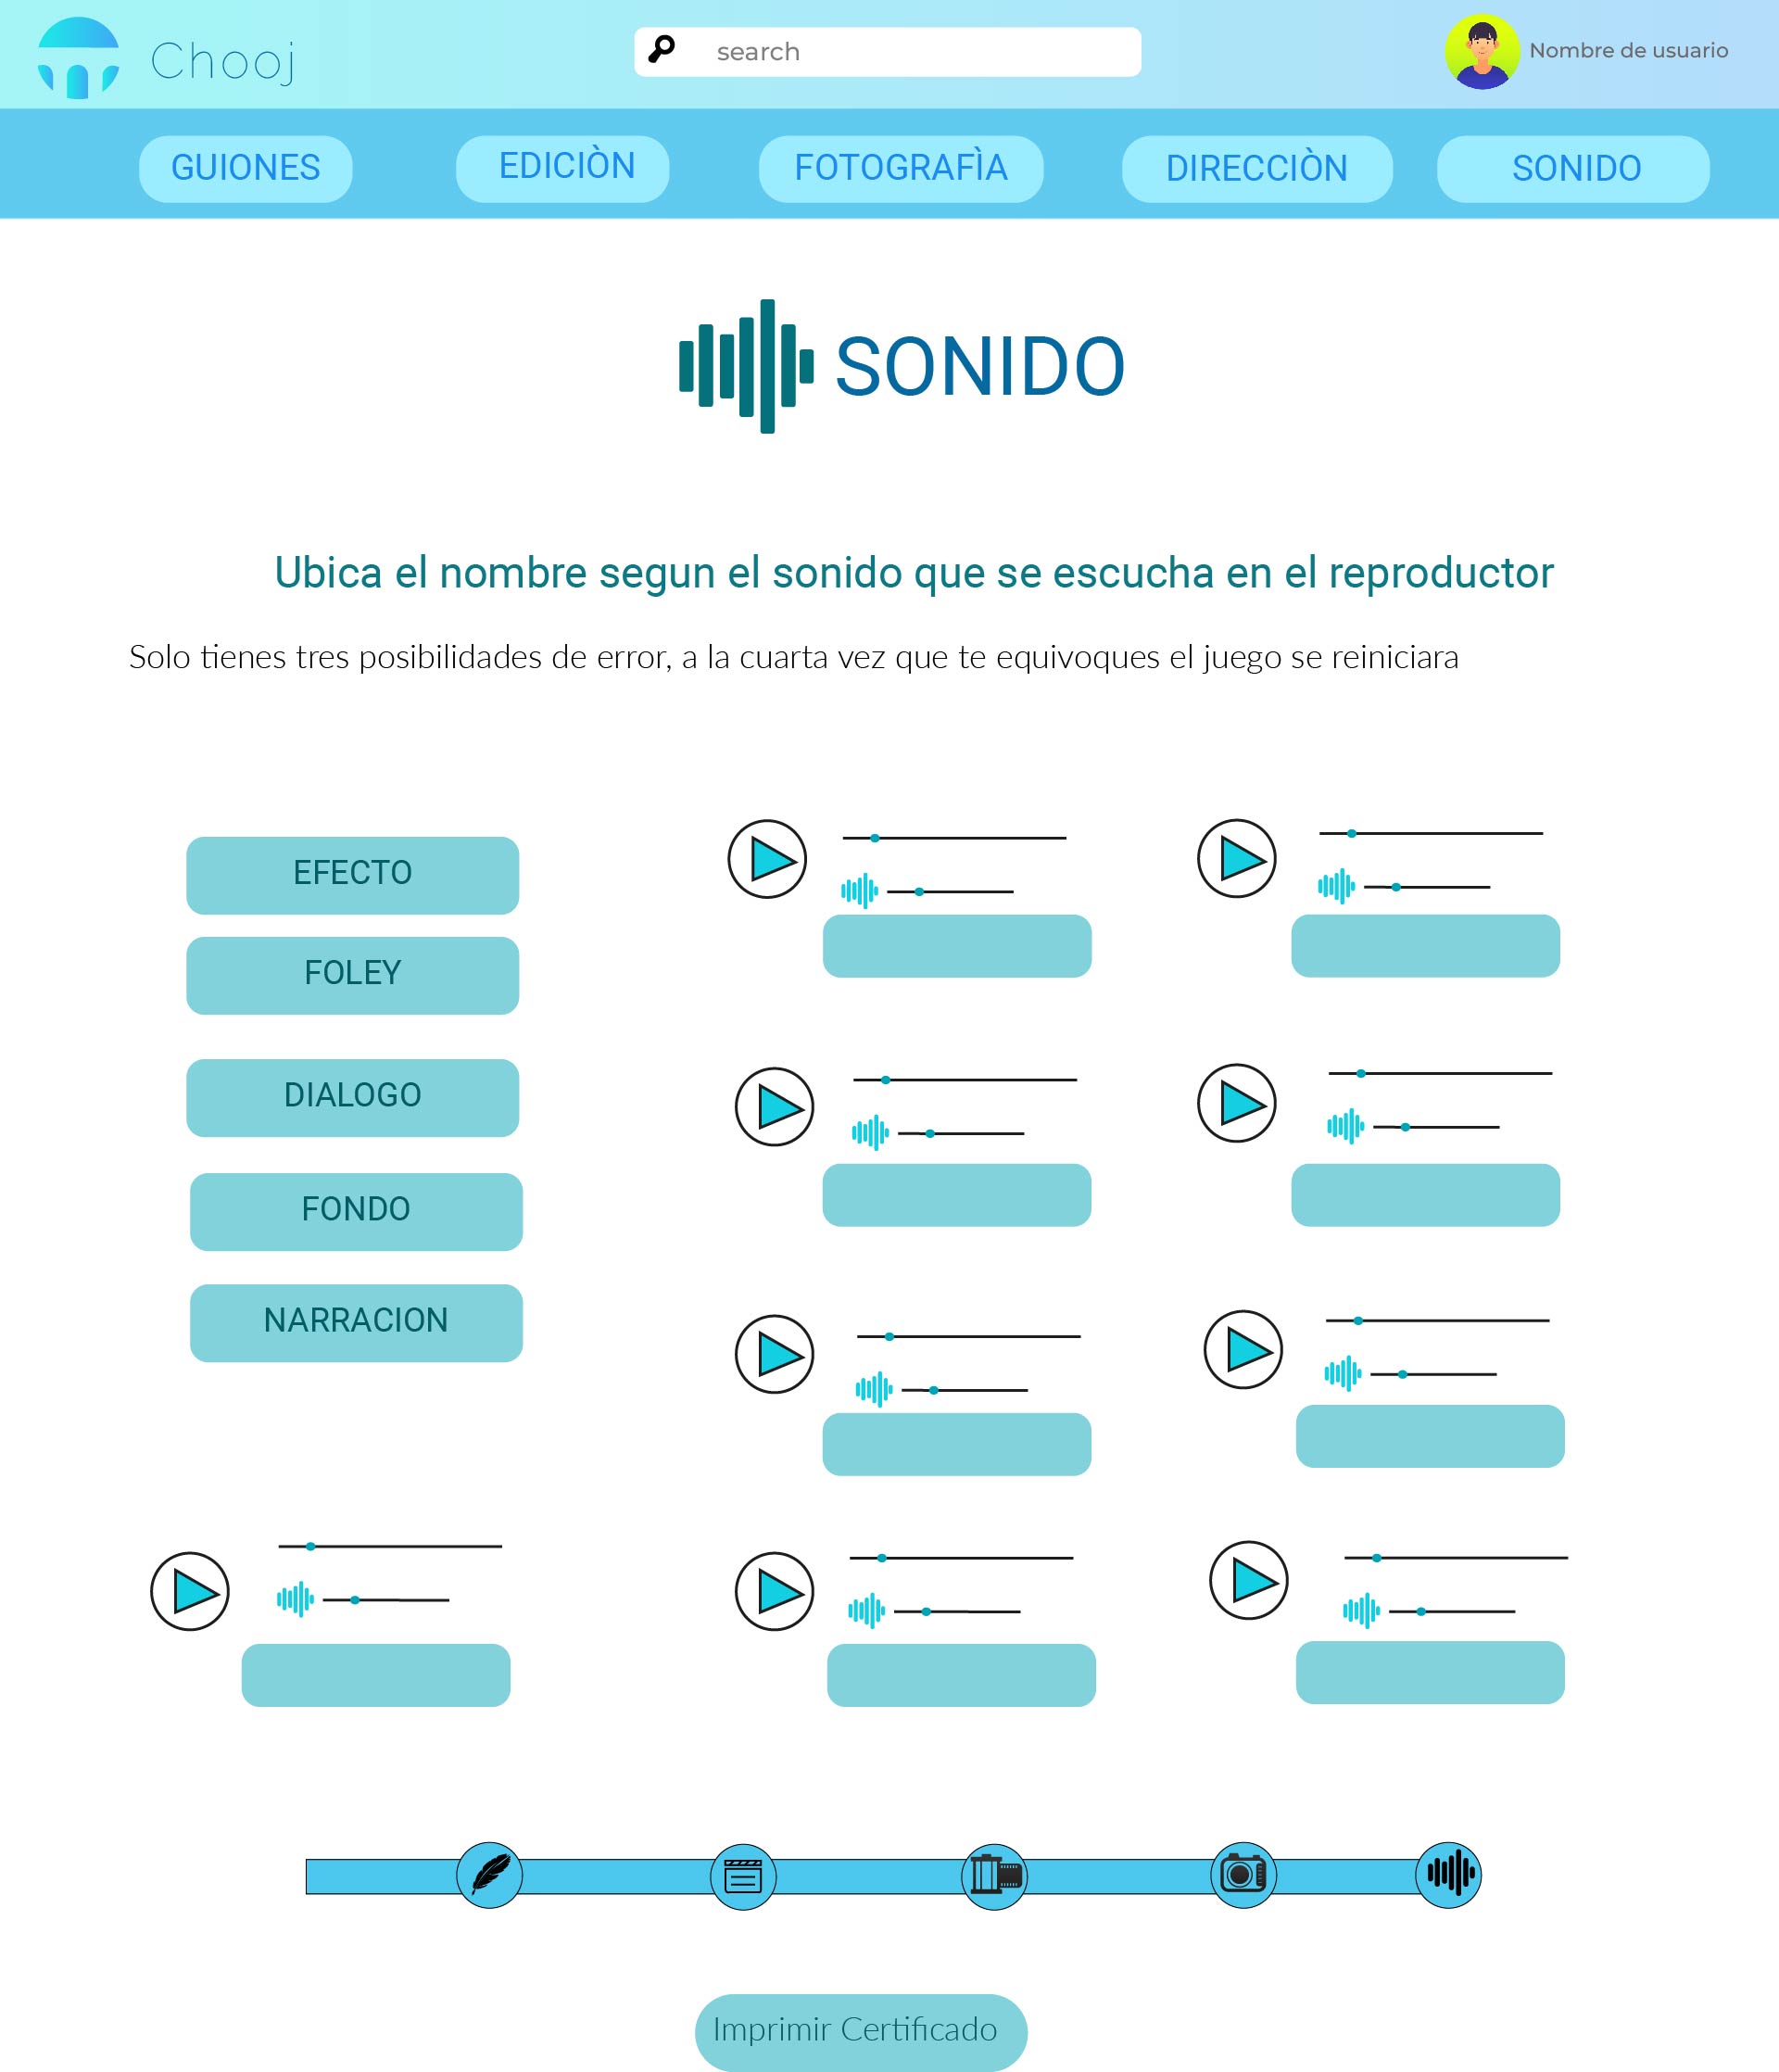 Chooj
search
Nombre de usuario
GUIONES
EDICIÒN
FOTOGRAFÌA
DIRECCIÒN
SONIDO
SONIDO
Ubica el nombre segun el sonido que se escucha en el reproductor
Solo tienes tres posibilidades de error, a la cuarta vez que te equivoques el juego se reiniciara
EFECTO
FOLEY
DIALOGO
FONDO
NARRACION
Imprimir Certificado